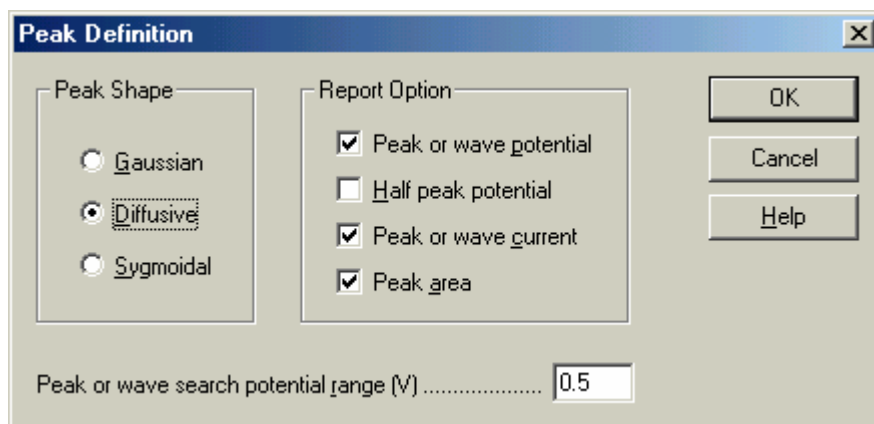 Peak Definition
Peak Shape
Gaussian
Diffusive
Sygmoidal
Report Option
Peak or wave potential
Half peak potential
Peak or wave current
Peak area
OK
Cancel
Help
Peak or wave search potential range (V) .................... 0.5